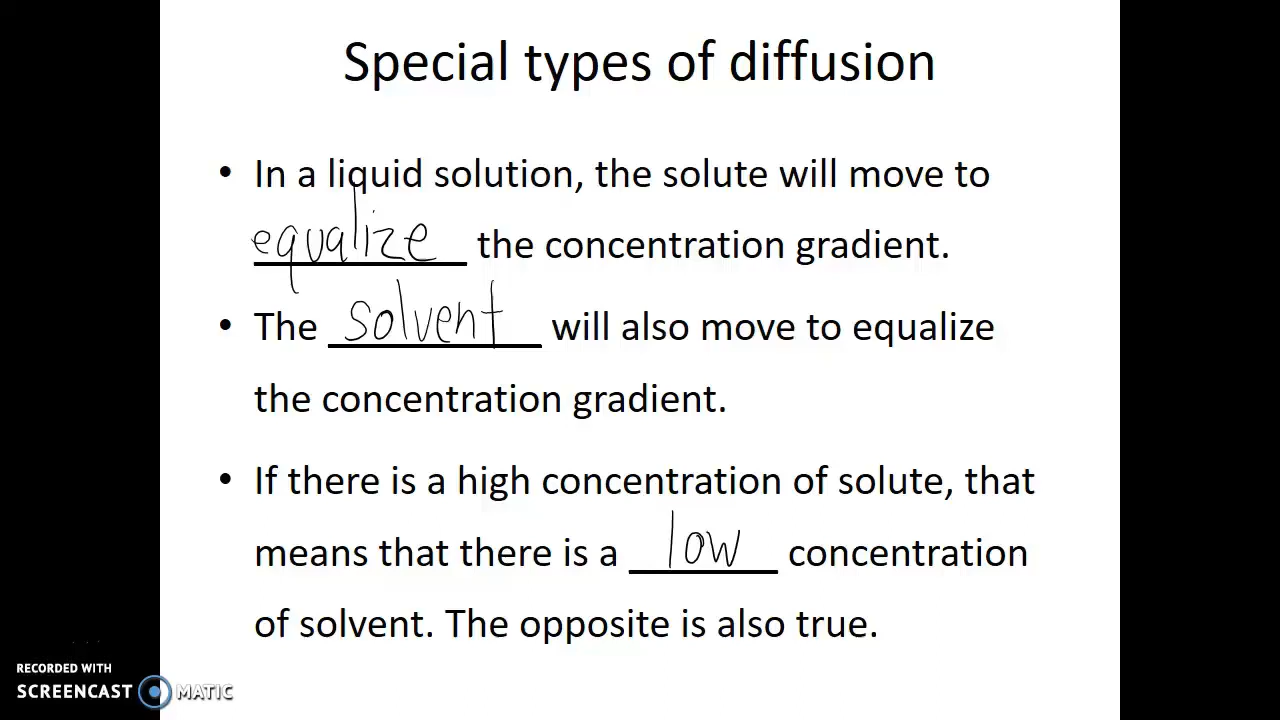 Special types of diffusion
• In a liquid solution, the solute will move to
equalize the concentration gradient.
• The solvent will also move to equalize
the concentration gradient.
• If there is a high concentration of solute, that
means that there is a low concentration
of solvent. The opposite is also true.
RECORDED WITH
SCREENCAST MATIC